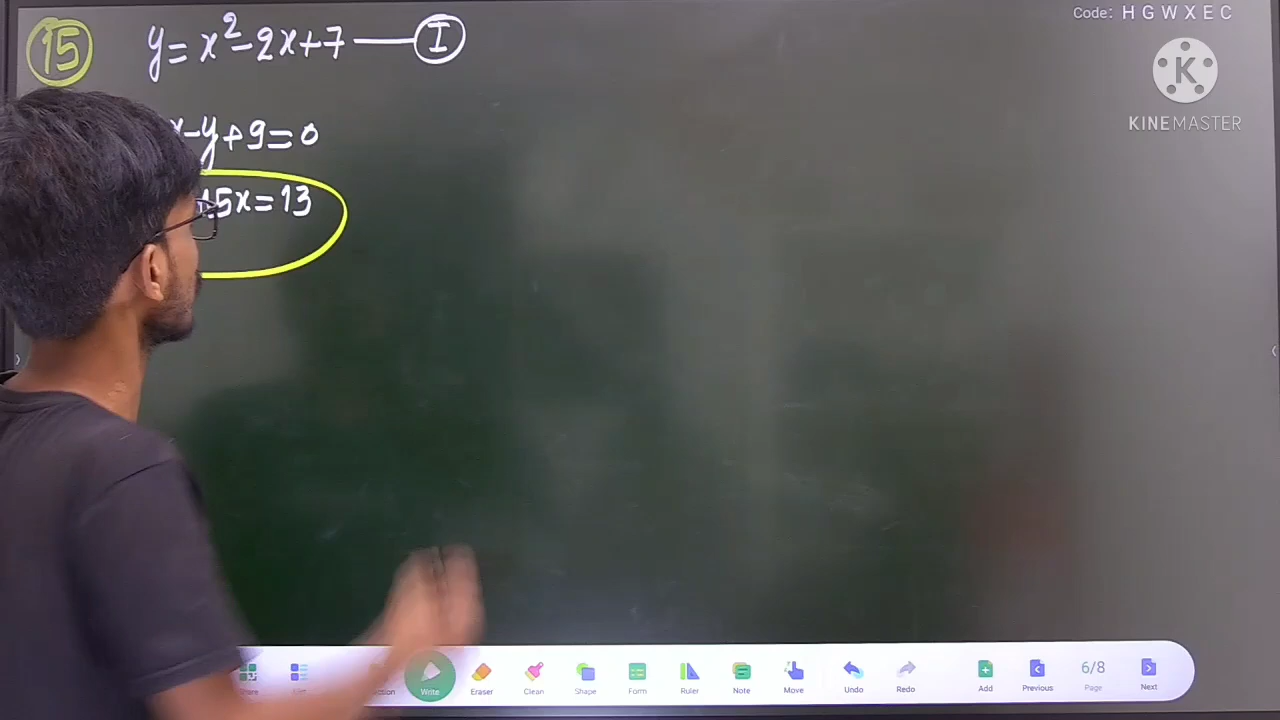 Code: H G W X E C
15 y = x² - 2x + 7 — I
K
KINEMASTER
x - y + 9 = 0
15x = 13
Write Eraser Clean Shape Form Ruler Note Move Undo Redo Add Previous 6/8 Page Next